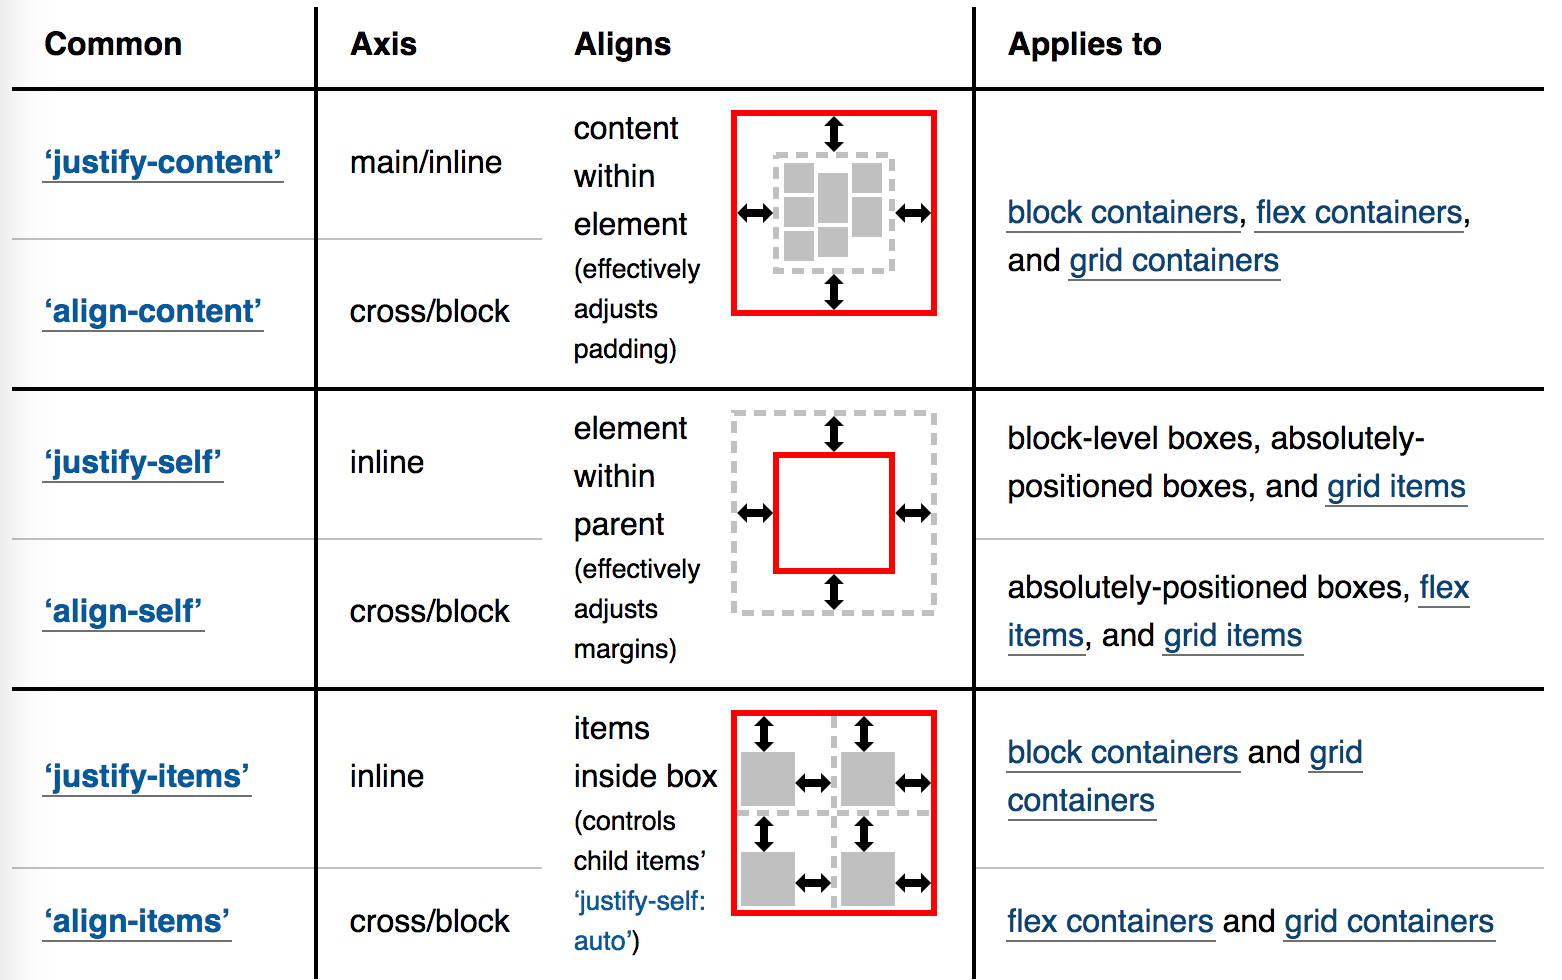 Common Axis Aligns Applies to
‘justify-content’ main/inline
content
within
element
(effectively
adjusts
padding)
block containers, flex containers,
and grid containers
‘align-content’ cross/block
‘justify-self’ inline
element
within
parent
(effectively
adjusts
margins)
block-level boxes, absolutely-
positioned boxes, and grid items
‘align-self’ cross/block
absolutely-positioned boxes, flex
items, and grid items
‘justify-items’ inline
items
inside box
(controls
child items’
‘justify-self:
auto’)
block containers and grid
containers
‘align-items’ cross/block
flex containers and grid containers